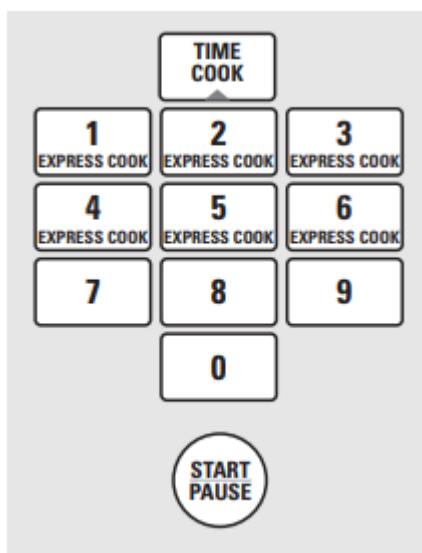 TIME
COOK
1 2 3
EXPRESS COOK EXPRESS COOK EXPRESS COOK
4 5 6
EXPRESS COOK EXPRESS COOK EXPRESS COOK
7 8 9
0
START
PAUSE